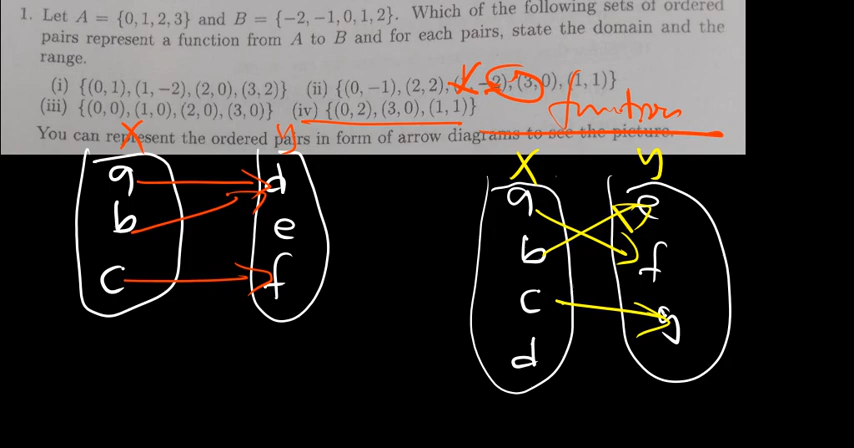 1. Let A = {0, 1, 2, 3} and B = {−2, −1, 0, 1, 2}. Which of the following sets of ordered
pairs represent a function from A to B and for each pairs, state the domain and the
range.
(i) {(0, 1), (1, −2), (2, 0), (3, 2)} (ii) {(0, −1), (2, 2), −2), (3, 0), (1, 1)}
(iii) {(0, 0), (1, 0), (2, 0), (3, 0)} (iv) {(0, 2), (3, 0), (1, 1)}
function
You can represent the ordered pairs in form of arrow diagrams to see the picture.
X y
a d
b e
c f
X y
a e
b f
c g
d